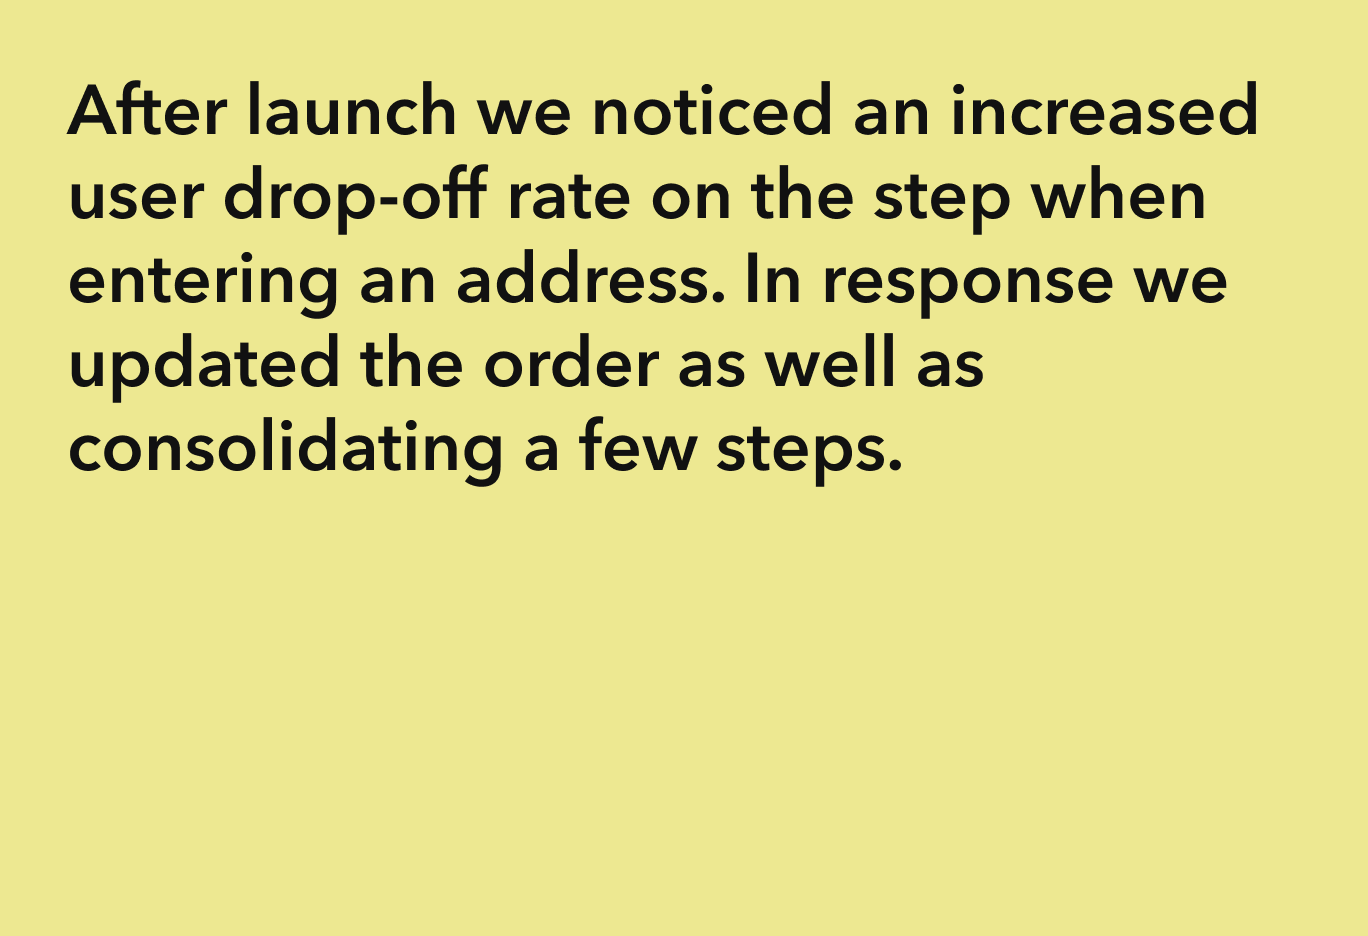 After launch we noticed an increased
user drop-off rate on the step when
entering an address. In response we
updated the order as well as
consolidating a few steps.